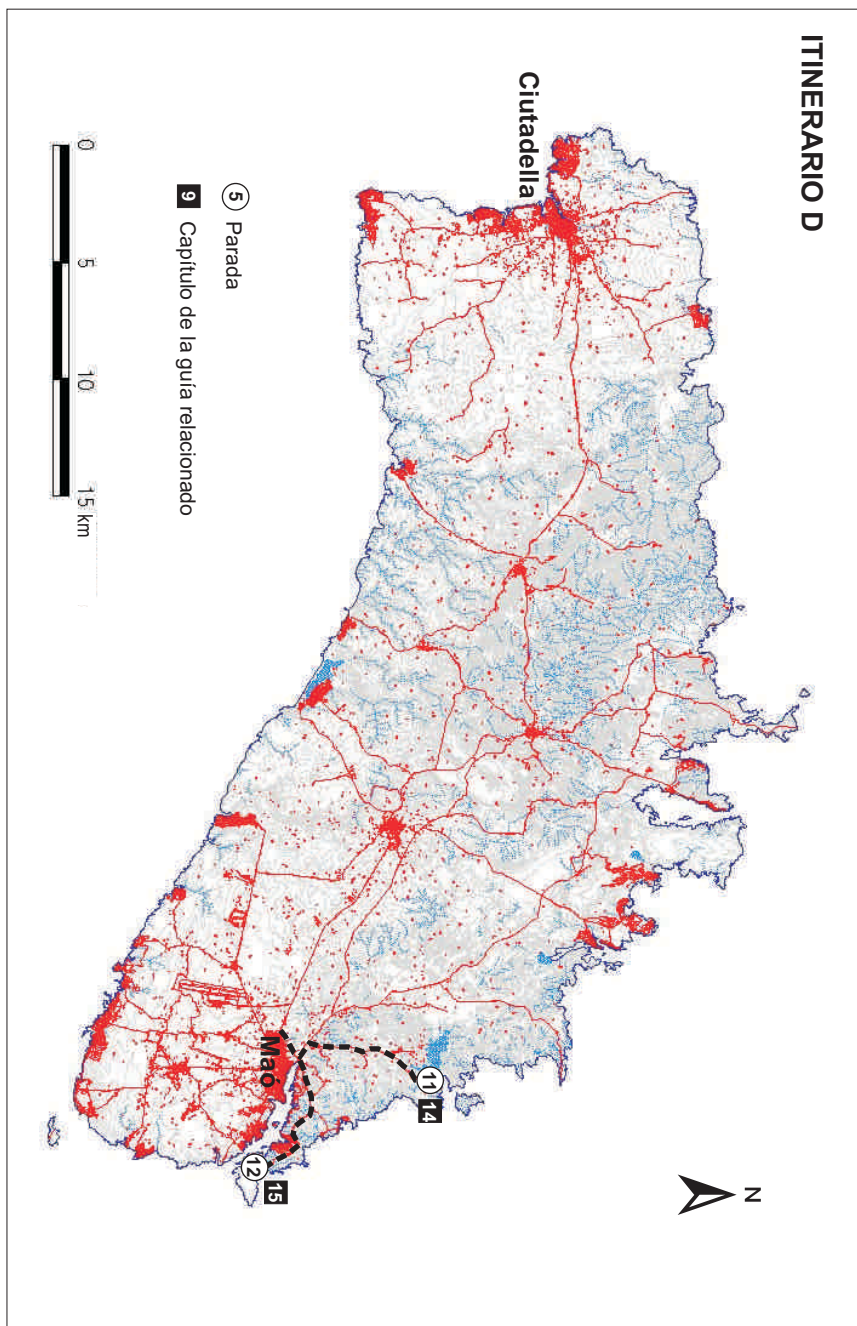 ITINERARIO D
Ciutadella
Maó
11
14
12
15
N
5 Parada
9 Capítulo de la guía relacionado
0 5 10 15 km